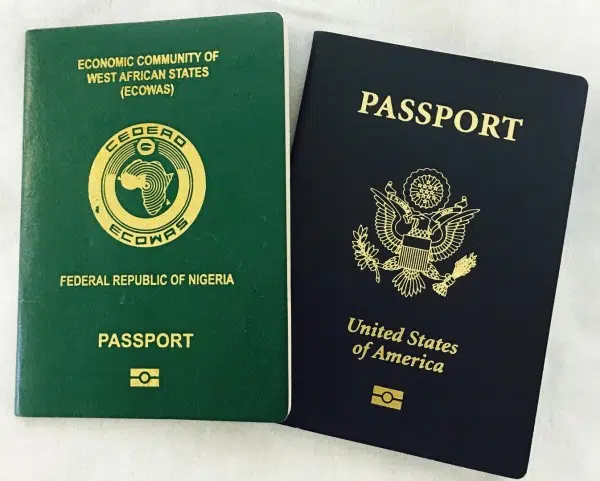 ECONOMIC COMMUNITY OF
WEST AFRICAN STATES
(ECOWAS)
CEDEAO
ECOWAS
FEDERAL REPUBLIC OF NIGERIA
PASSPORT
PASSPORT
United States
of America